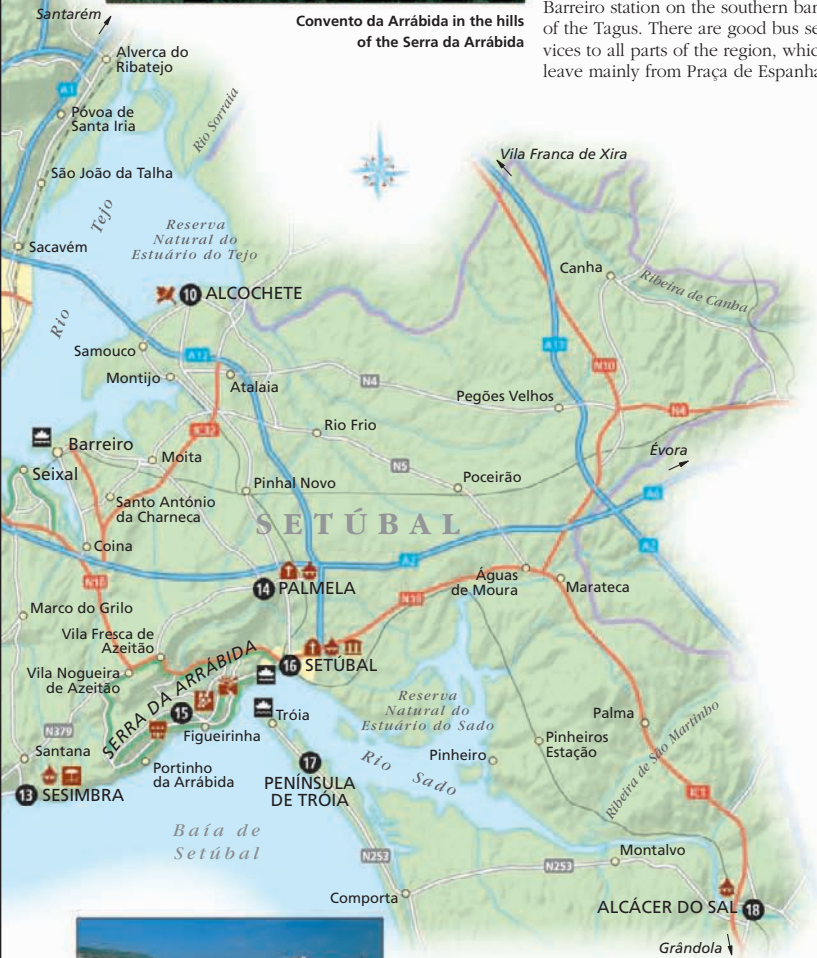 Convento da Arrábida in the hills
of the Serra da Arrábida
Barreiro station on the southern
of the Tagus. There are good bus
vices to all parts of the region,
leave mainly from Praça de Espanha
Santarém
Alverca do
Ribatejo
A1
Póvoa de
Santa Iria
Rio Sorraia
São João da Talha
Rio Tejo
Vila Franca de Xira
Reserva
Natural do
Estuário do Tejo
Sacavém
Canha
Ribeira de Canha
10 ALCOCHETE
Samouco
A12
A13
N10
Montijo
Atalaia
N4
Pegões Velhos
N4
Rio Frio
Barreiro
Moita
Évora
N5
Seixal
Pinhal Novo
Poceirão
A6
Santo António
da Charneca
SETÚBAL
Coina
A2
A2
N10
14 PALMELA
Águas
de Moura
Marateca
N10
Marco do Grilo
Vila Fresca de
Azeitão
16 SETÚBAL
Vila Nogueira
de Azeitão
SERRA DA ARRÁBIDA
15
Reserva
Natural do
Estuário do Sado
Palma
Ribeira de São Martinho
N379
Figueirinha
Tróia
Santana
Portinho
da Arrábida
17
PENÍNSULA
DE TRÓIA
Rio Sado
Pinheiro
Pinheiros
Estação
13 SESIMBRA
Baía de
Setúbal
N253
N253
Montalvo
Comporta
ALCÁCER DO SAL 18
Grândola